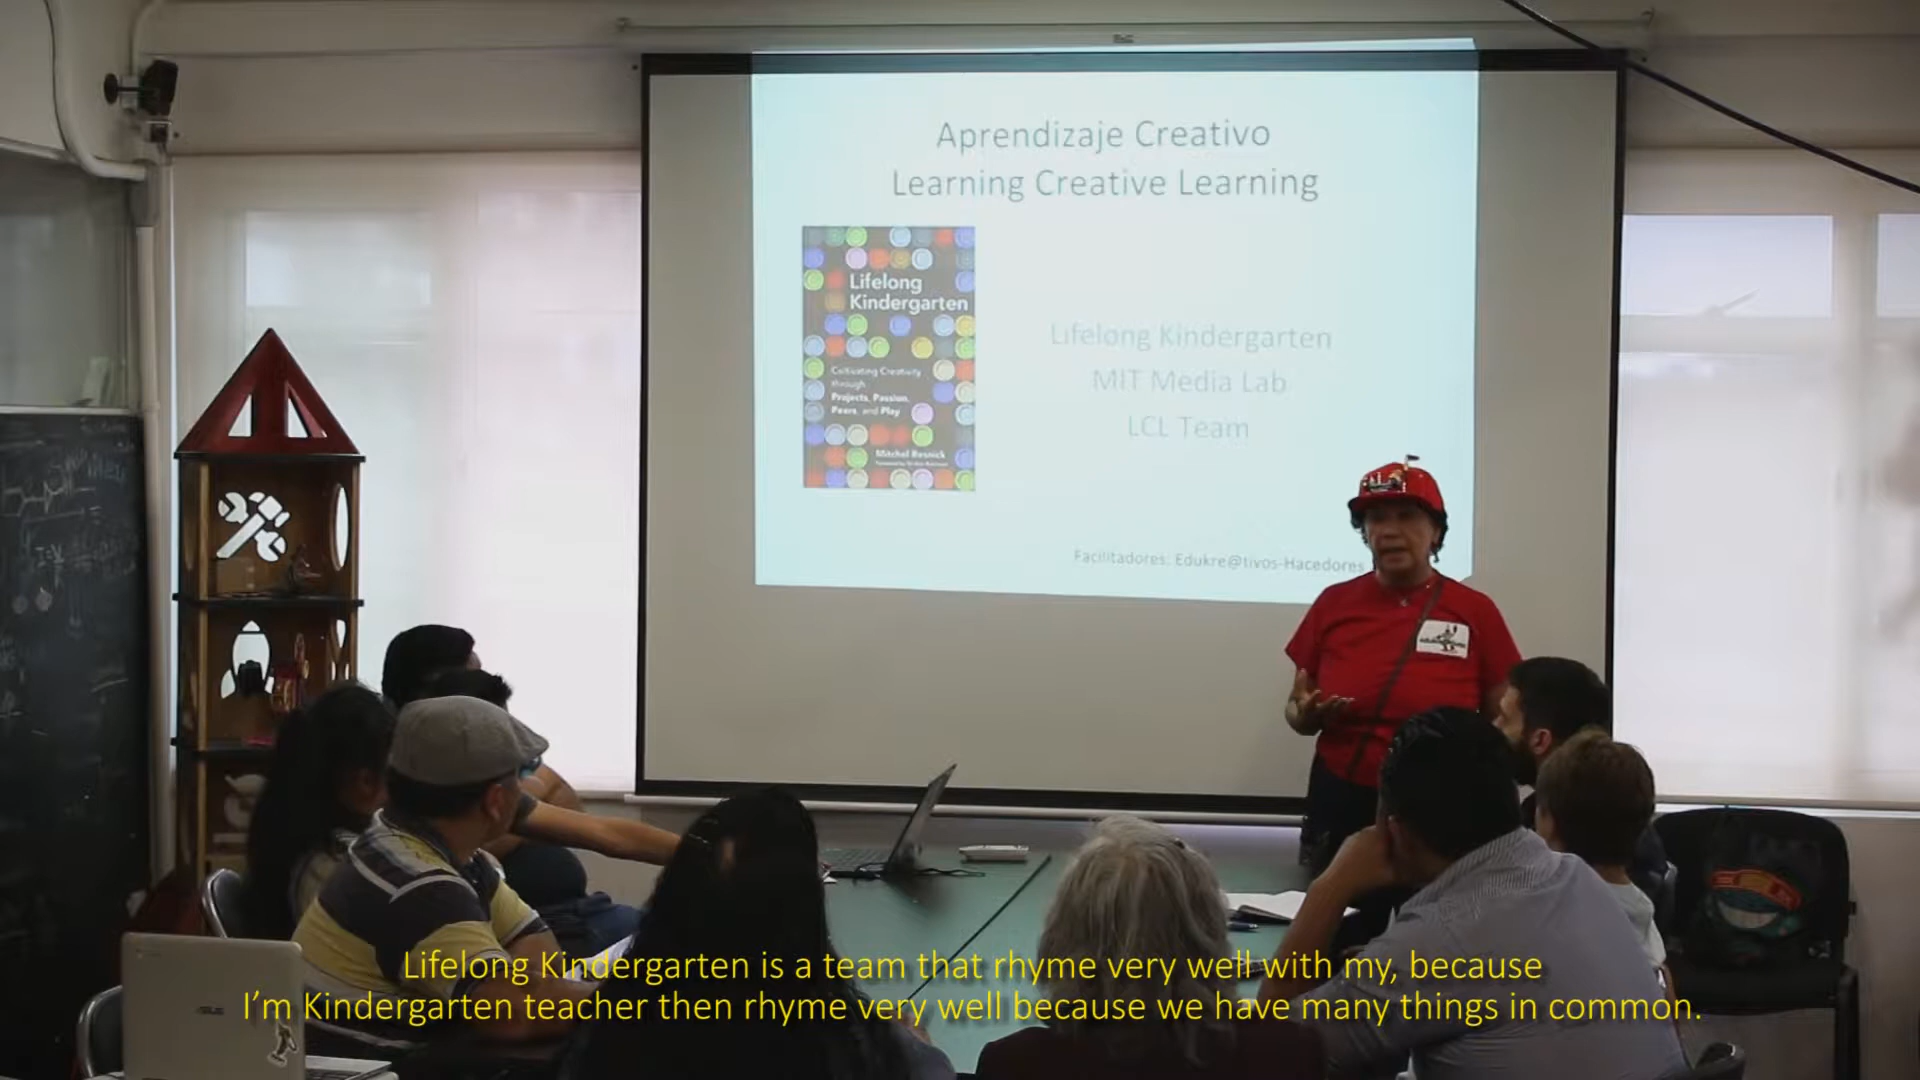 Aprendizaje Creativo
Learning Creative Learning
Lifelong
Kindergarten
Cultivating Creativity
through
Projects, Passion,
Peers, and Play
Mitchel Resnick
Lifelong Kindergarten
MIT Media Lab
LCL Team
Facilitadores: Edukre@tivos-Hacedores
ASUS
Lifelong Kindergarten is a team that rhyme very well with my, because
I'm Kindergarten teacher then rhyme very well because we have many things in common.